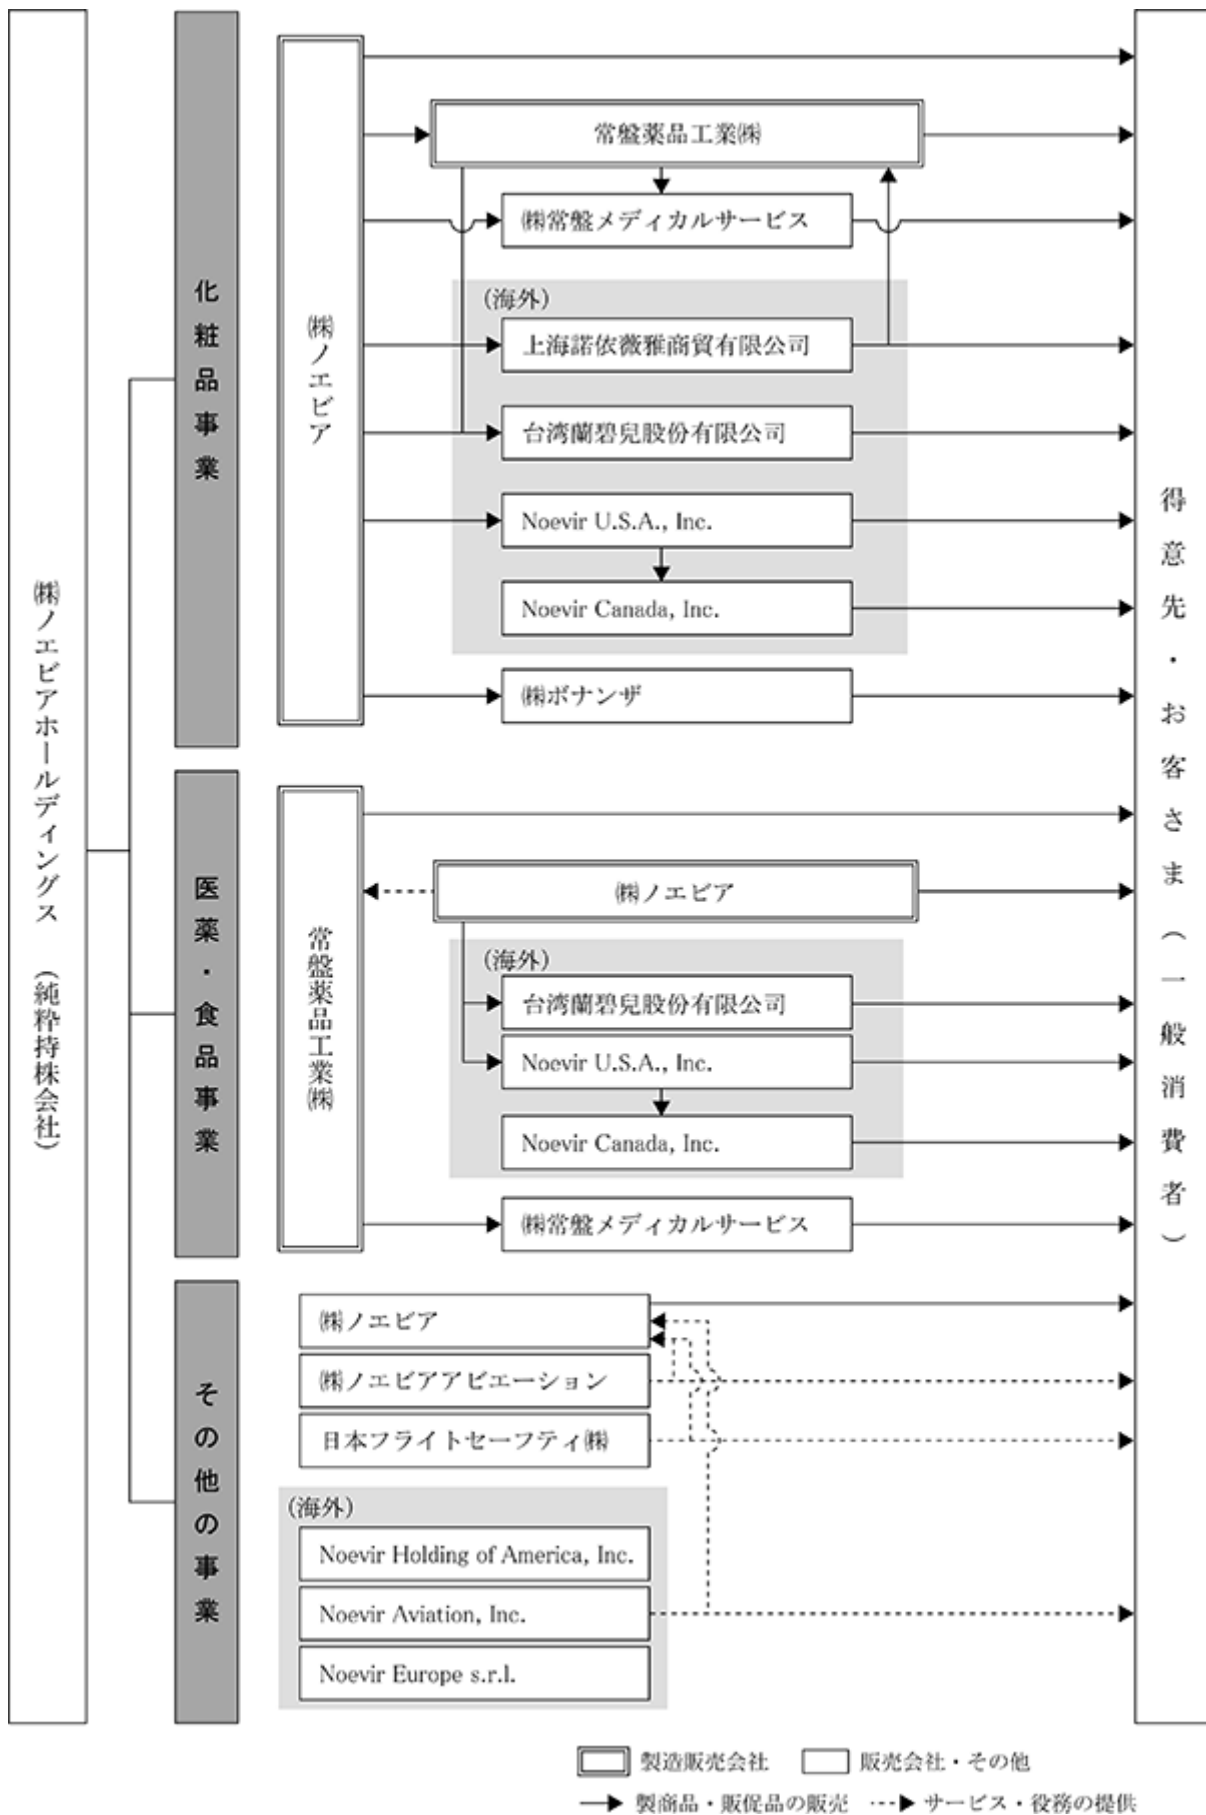 ㈱ノエビアホールディングス （純粋持株会社）
化粧品事業
㈱ノエビア
常盤薬品工業㈱
㈱常盤メディカルサービス
（海外）
上海諾依薇雅商貿有限公司
台湾蘭碧兒股份有限公司
Noevir U.S.A., Inc.
Noevir Canada, Inc.
㈱ボナンザ
医薬・食品事業
常盤薬品工業㈱
㈱ノエビア
（海外）
台湾蘭碧兒股份有限公司
Noevir U.S.A., Inc.
Noevir Canada, Inc.
㈱常盤メディカルサービス
その他の事業
㈱ノエビア
㈱ノエビアアビエーション
日本フライトセーフティ㈱
（海外）
Noevir Holding of America, Inc.
Noevir Aviation, Inc.
Noevir Europe s.r.l.
得意先・お客さま（一般消費者）
製造販売会社 販売会社・その他
製商品・販促品の販売 サービス・役務の提供